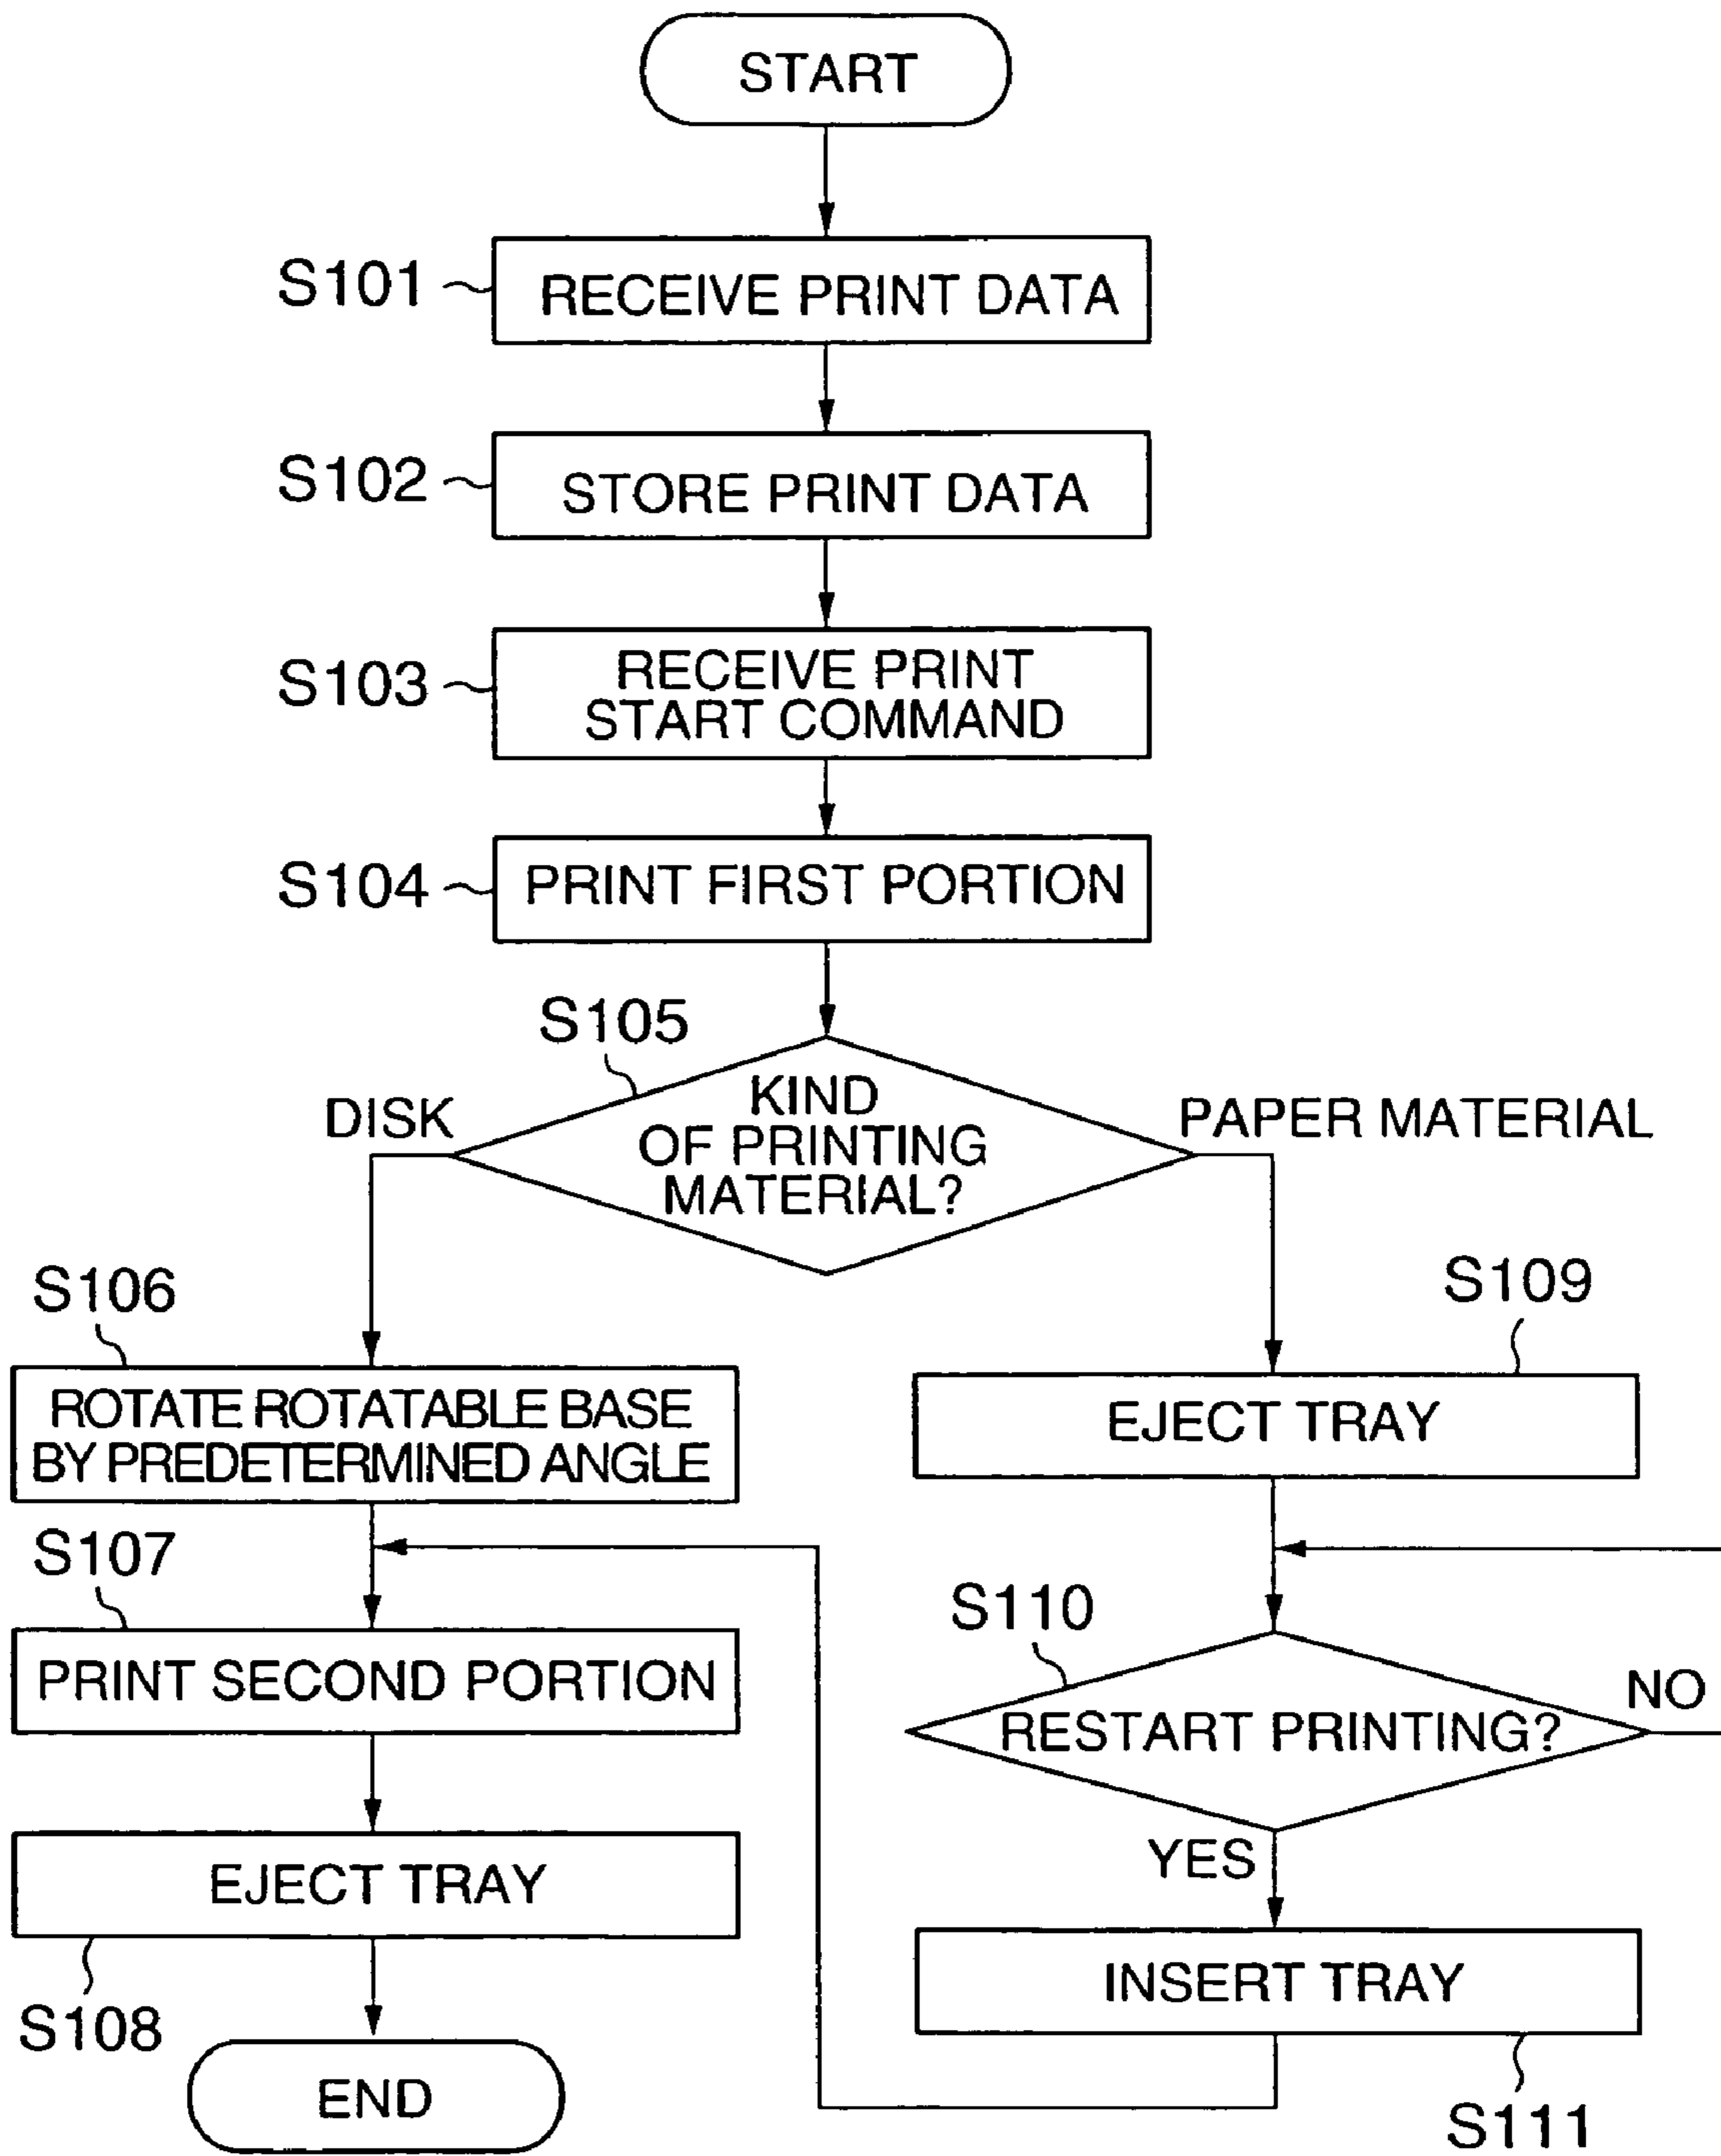 START
S101
RECEIVE PRINT DATA
S102
STORE PRINT DATA
S103
RECEIVE PRINT
START COMMAND
S104
PRINT FIRST PORTION
S105
KIND
OF PRINTING
MATERIAL?
DISK
PAPER MATERIAL
S106
ROTATE ROTATABLE BASE
BY PREDETERMINED ANGLE
S107
PRINT SECOND PORTION
EJECT TRAY
S108
END
S109
EJECT TRAY
S110
RESTART PRINTING?
NO
YES
INSERT TRAY
S111